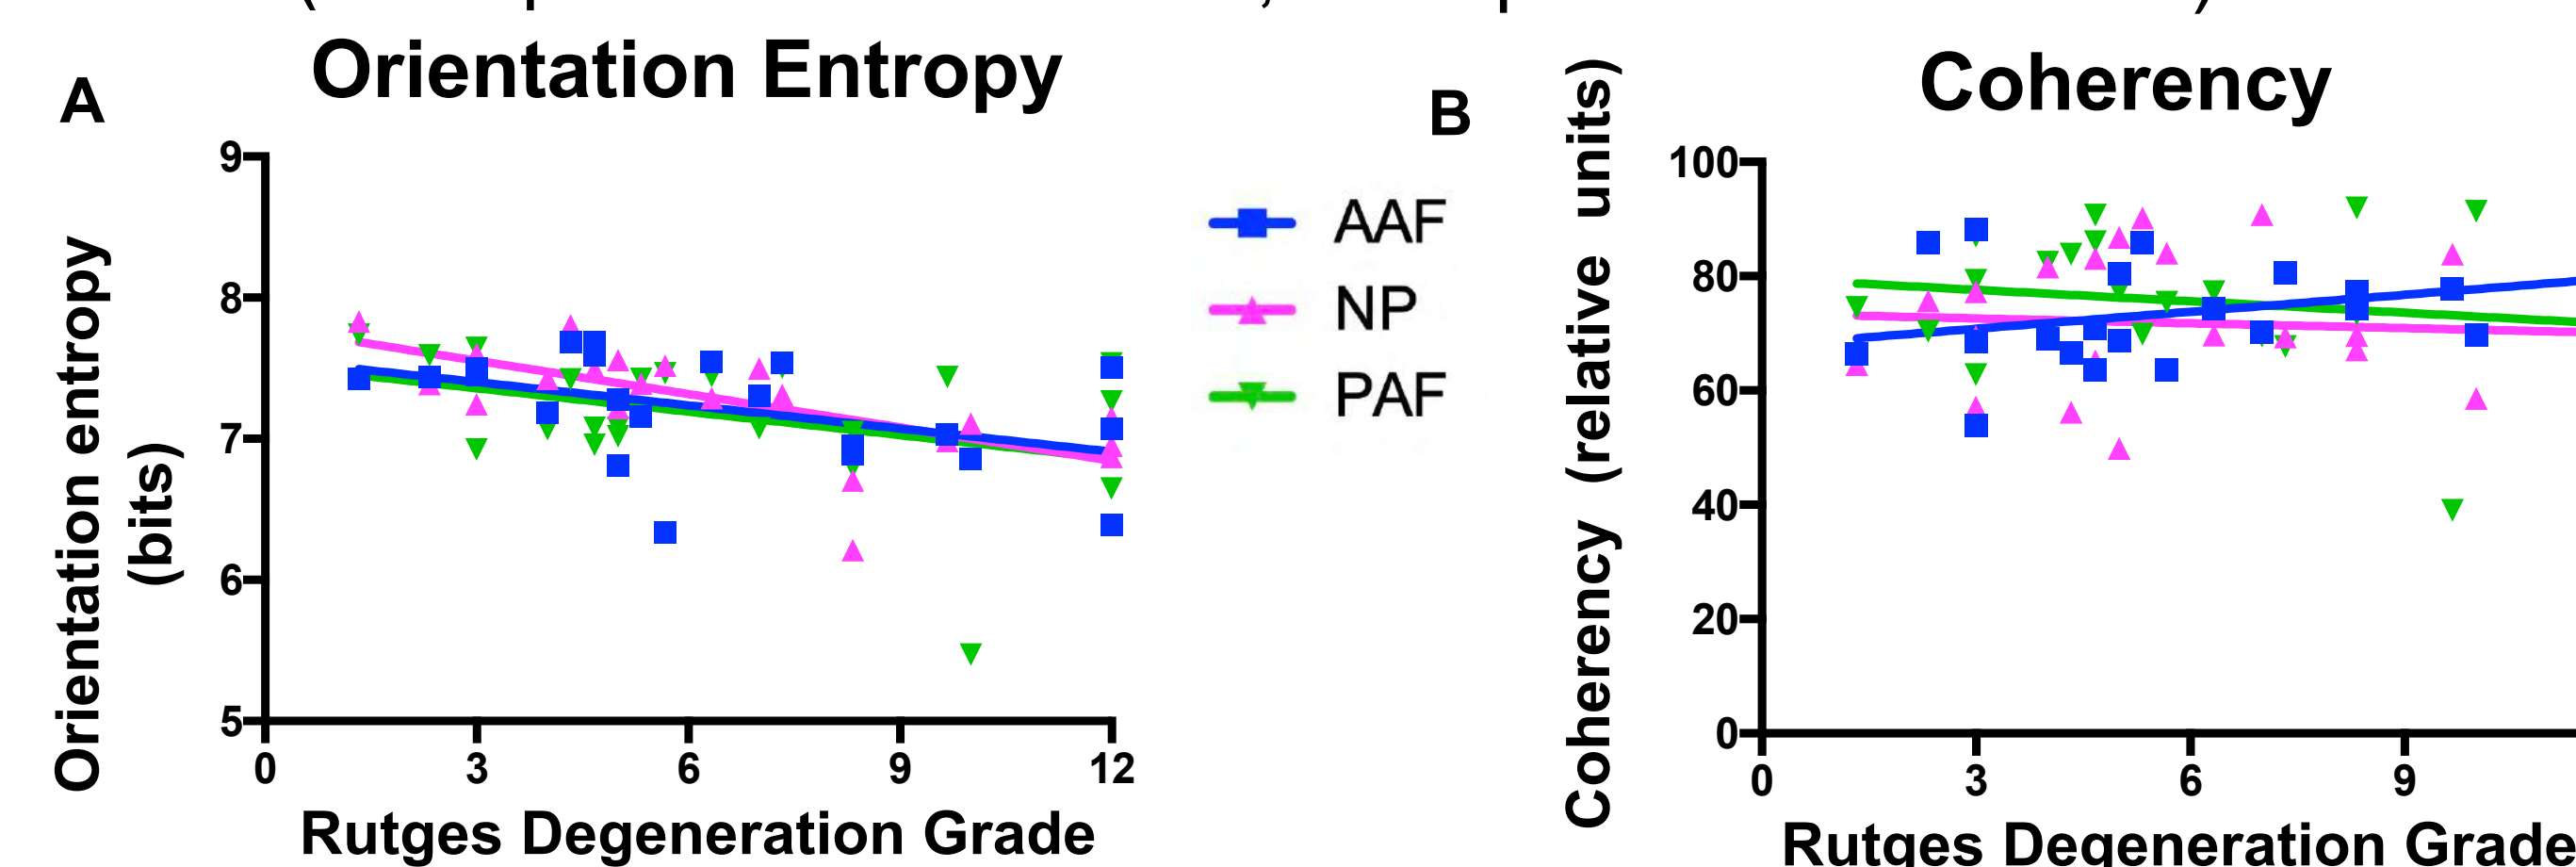 A
Orientation Entropy
9
8
7
6
5
0 3 6 9 12
Orientation entropy
(bits)
Rutges Degeneration Grade
AAF
NP
PAF
B
Coherency
100
80
60
40
20
0
0 3 6 9
Coherency (relative units)
Rutges Degeneration Grade